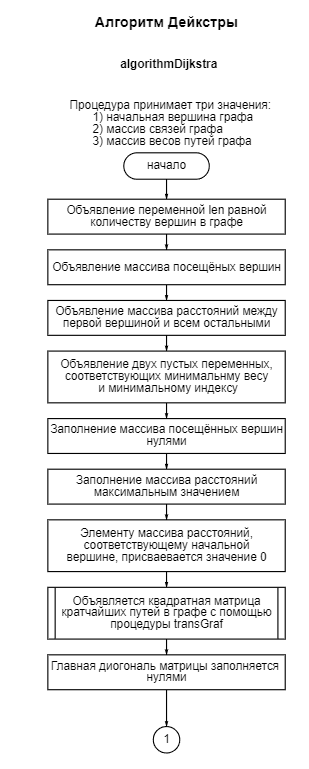 Алгоритм Дейкстры
algorithmDijkstra
Процедура принимает три значения:
1) начальная вершина графа
2) массив связей графа
3) массив весов путей графа
начало
Объявление переменной len равной
количеству вершин в графе
Объявление массива посещёных вершин
Объявление массива расстояний между
первой вершиной и всем остальными
Объявление двух пустых переменных,
соответствующих минимальнму весу
и минимальному индексу
Заполнение массива посещённых вершин
нулями
Заполнение массива расстояний
максимальным значением
Элементу массива расстояний,
соответствующему начальной
вершине, присваевается значение 0
Объявляется квадратная матрица
кратчайших путей в графе с помощью
процедуры transGraf
Главная диогональ матрицы заполняется
нулями
1